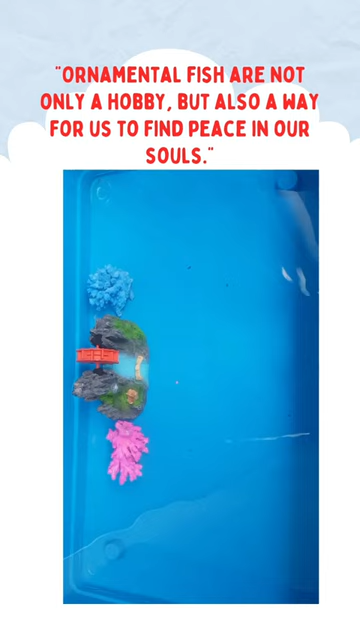 "ORNAMENTAL FISH ARE NOT
ONLY A HOBBY, BUT ALSO A WAY
FOR US TO FIND PEACE IN OUR
SOULS."